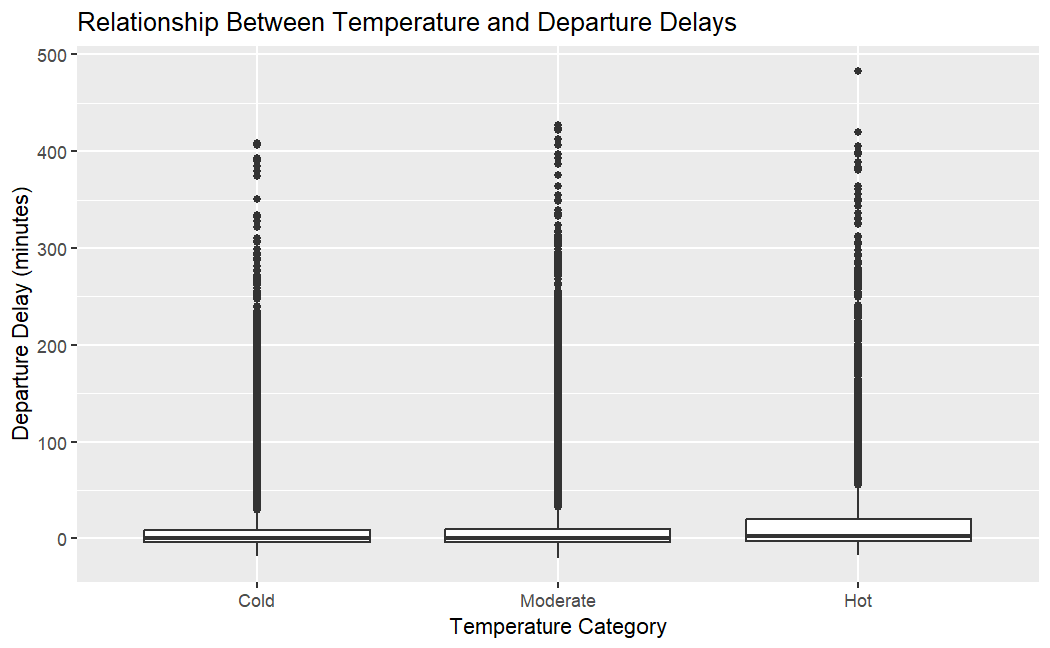 Relationship Between Temperature and Departure Delays
500
400
300
200
100
0
Departure Delay (minutes)
Cold Moderate Hot
Temperature Category